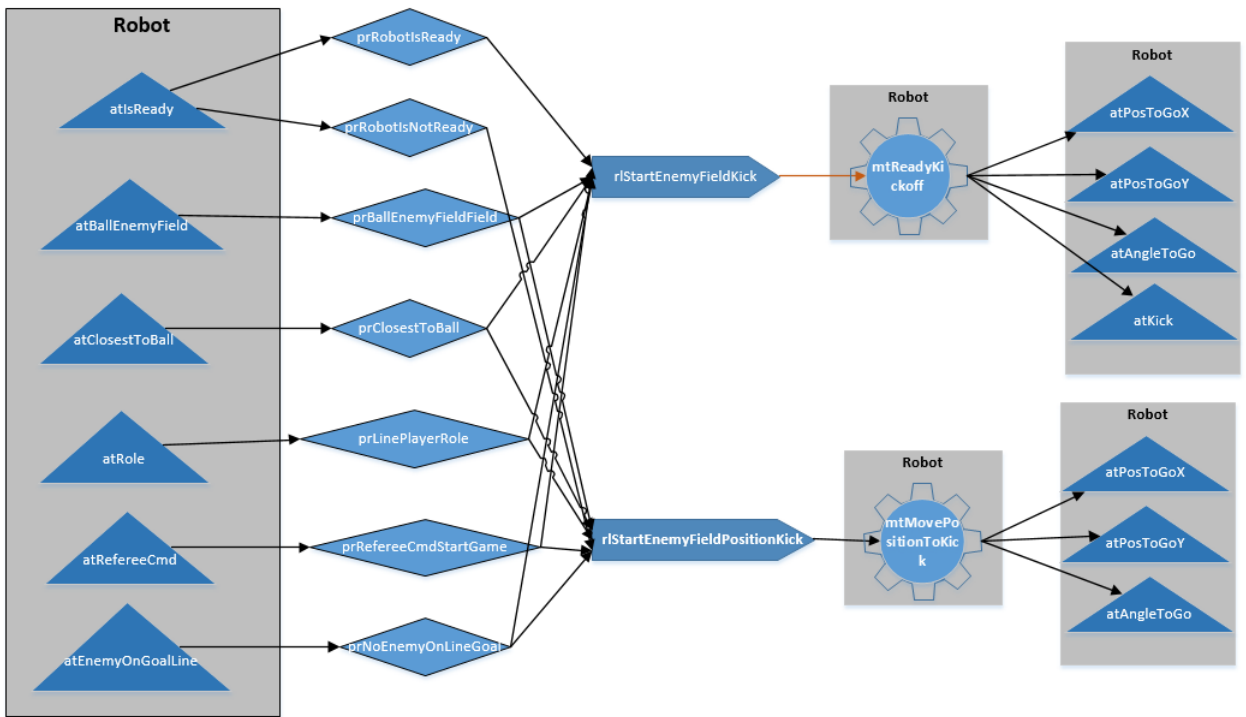 Robot
atIsReady
atBallEnemyField
atClosestToBall
atRole
atRefereeCmd
atEnemyOnGoalLine
prRobotIsReady
prRobotIsNotReady
prBallEnemyFieldField
prClosestToBall
prLinePlayerRole
prRefereeCmdStartGame
prNoEnemyOnLineGoal
rlStartEnemyFieldKick
rlStartEnemyFieldPositionKick
Robot
mtReadyKi
ckoff
Robot
mtMovePo
sitionToKic
k
Robot
atPosToGoX
atPosToGoY
atAngleToGo
atKick
Robot
atPosToGoX
atPosToGoY
atAngleToGo